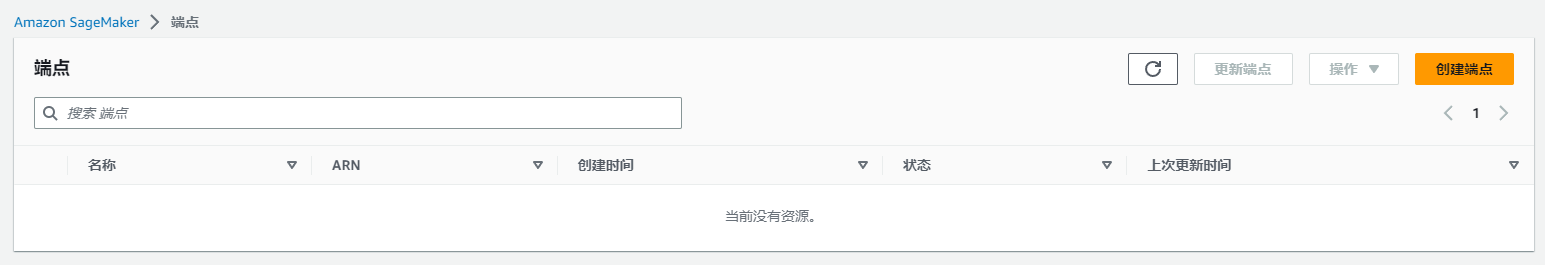 Amazon SageMaker > 端点
端点
更新端点 操作 创建端点
搜索 端点
1
名称 ARN 创建时间 状态 上次更新时间
当前没有资源。